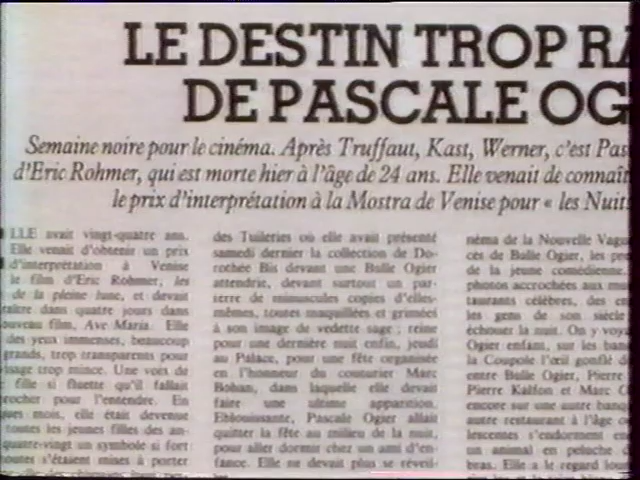 LE DESTIN TROP RA
DE PASCALE OG
Semaine noire pour le cinéma. Après Truffaut, Kast, Werner, c'est Pas
d'Eric Rohmer, qui est morte hier à l'âge de 24 ans. Elle venait de connaît
le prix d'interprétation à la Mostra de Venise pour « les Nuit
LLE avait vingt-quatre ans.
Elle venait d'obtenir un prix
d'interprétation à Venise
le film d'Eric Rohmer, les
de la pleine lune, et devait
aître dans quatre jours dans
ouveau film, Ave Maria. Elle
des yeux immenses, beaucoup
grands, trop transparents pour
isage trop mince. Une voix de
fille si fluette qu'il fallait
rocher pour l'entendre. En
ques mois, elle était devenue
toutes les jeunes filles des an-
quatre-vingt un symbole si fort
toutes s'étaient mises à porter
des Tuileries où elle avait présenté
samedi dernier la collection de Do-
rothée Bis devant une Bulle Ogier
attendrie, devant surtout un par-
terre de minuscules copies d'elles-
mêmes, toutes maquillées et grimées
à son image de vedette sage ; reine
pour une dernière nuit enfin, jeudi
au Palace, pour une fête organisée
en l'honneur du couturier Marc
Bohan, dans laquelle elle devait
faire une ultime apparition.
Eblouissante, Pascale Ogier allait
quitter la fête au milieu de la nuit,
pour aller dormir chez un ami d'en-
fance. Elle ne devait plus se réveil-
néma de la Nouvelle Vagu
cès de Bulle Ogier, les pre
de la jeune comédienne.
photos accrochées aux mu
taurants célèbres, des en
les gens de son siècle
échouer la nuit. On y voya
Ogier enfant, sur les ban
la Coupole l'œil gonflé d
entre Bulle Ogier, Pierre
Pierre Kalfon et Marc C
encore sur une autre banq
autre restaurant à l'âge o
lescentes s'endorment en
un animal en peluche d
bras. Elle a le regard lou